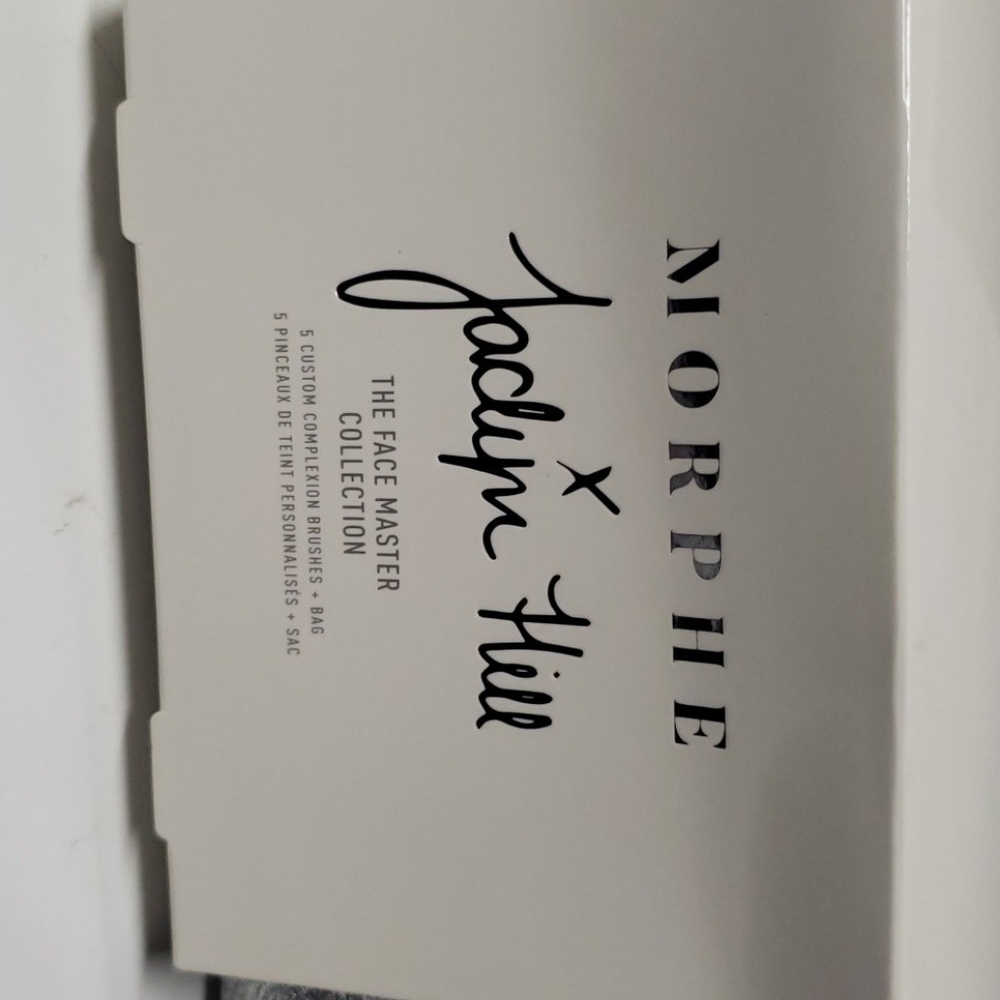 MORPHE
x
Jaclyn Hill
THE FACE MASTER
COLLECTION
5 CUSTOM COMPLEXION BRUSHES + BAG
5 PINCEAUX DE TEINT PERSONNALISÉS + SAC